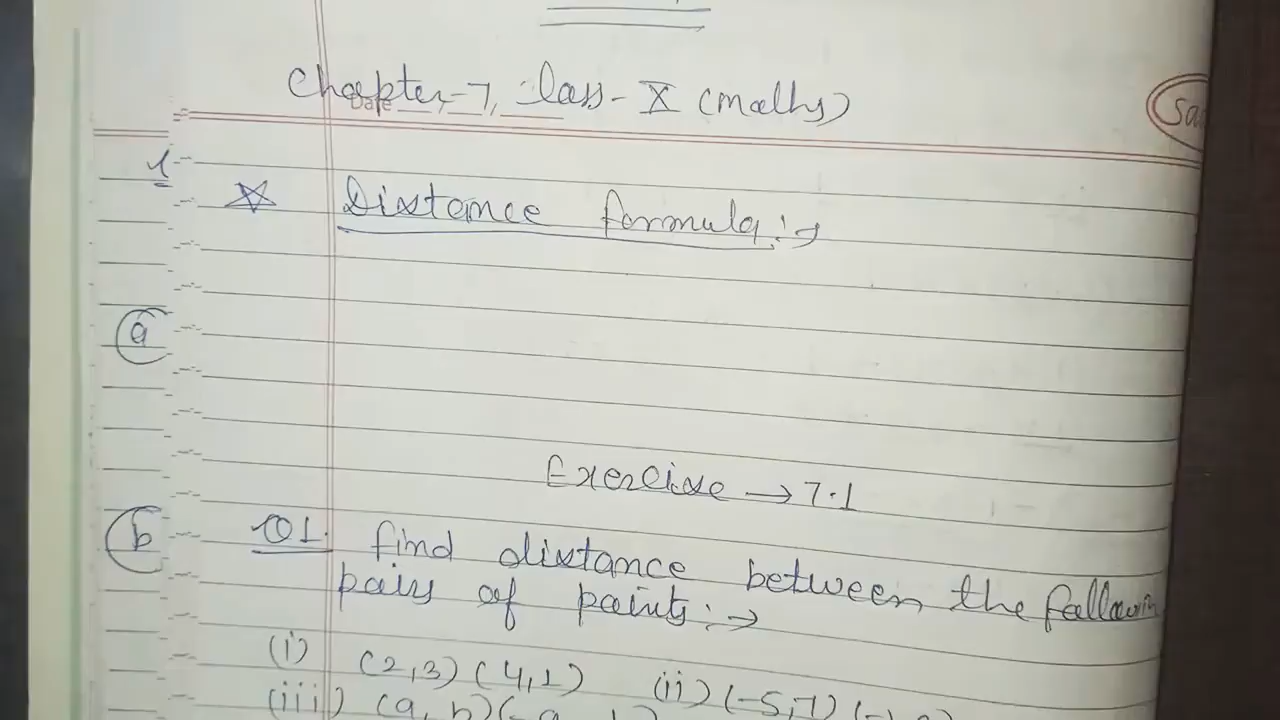 Chapter-7, Class-X (Maths)
Date
1
Distance formula:→
a
Exercise → 7.1
b Q1. find distance between the
pairs of points:→
(i) (2,3) (4,1) (ii) (-5,7)
(iii) (a, b)